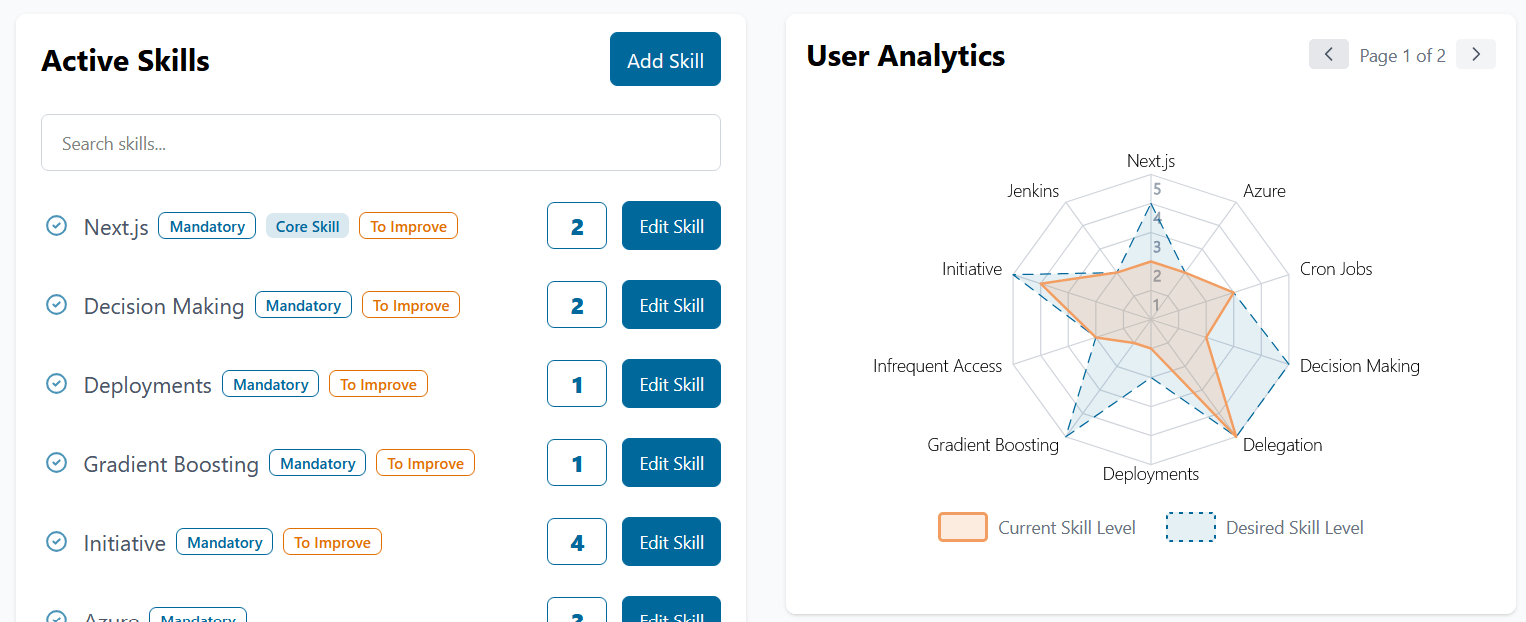 Active Skills
Add Skill
Search skills...
Next.js Mandatory Core Skill To Improve 2 Edit Skill
Decision Making Mandatory To Improve 2 Edit Skill
Deployments Mandatory To Improve 1 Edit Skill
Gradient Boosting Mandatory To Improve 1 Edit Skill
Initiative Mandatory To Improve 4 Edit Skill
Azure Mandatory Edit Skill
User Analytics
Page 1 of 2
Next.js
Jenkins
Azure
5
4
3
2
1
Initiative
Cron Jobs
Infrequent Access
Decision Making
Gradient Boosting
Delegation
Deployments
Current Skill Level
Desired Skill Level